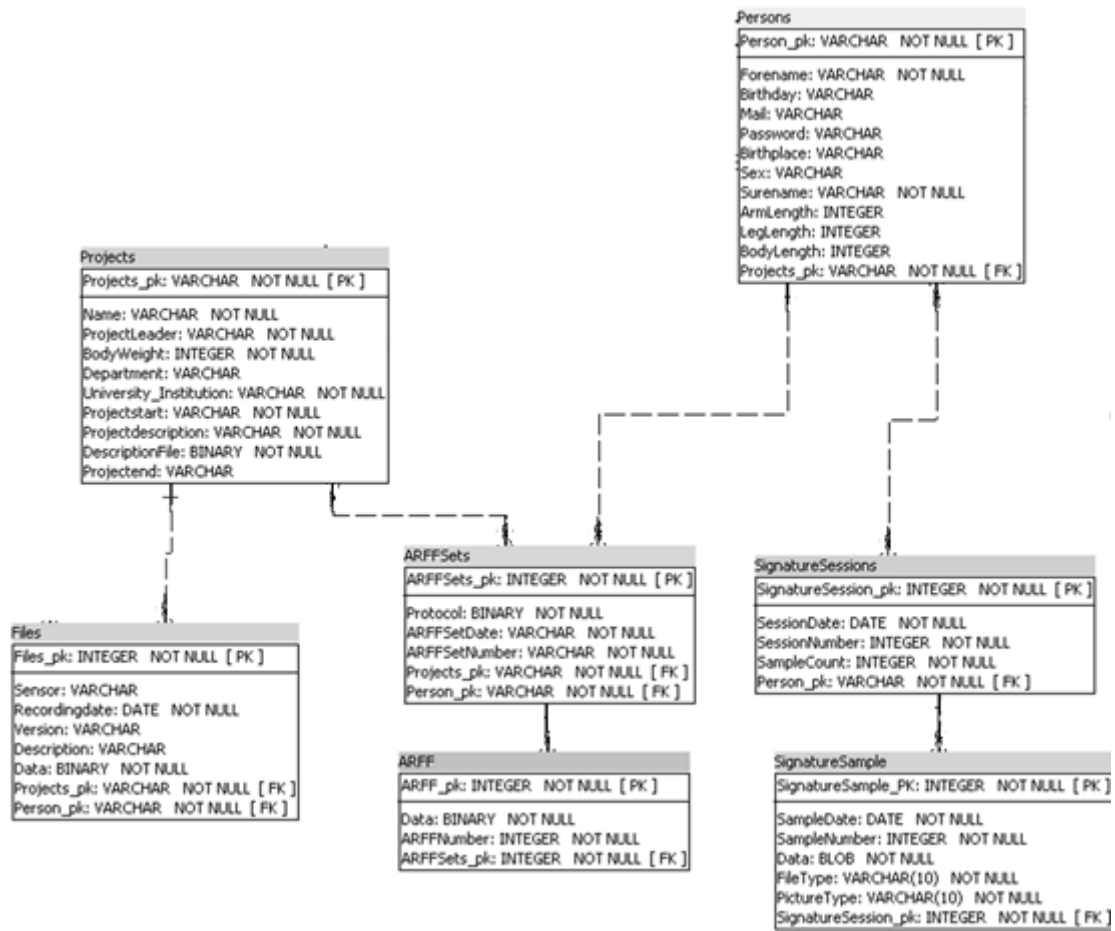 Persons
Person_pk: VARCHAR NOT NULL [ PK ]
Forename: VARCHAR NOT NULL
Birthday: VARCHAR
Mail: VARCHAR
Password: VARCHAR
Birthplace: VARCHAR
Sex: VARCHAR
Surename: VARCHAR NOT NULL
ArmLength: INTEGER
LegLength: INTEGER
BodyLength: INTEGER
Projects_pk: VARCHAR NOT NULL [ FK ]
Projects
Projects_pk: VARCHAR NOT NULL [ PK ]
Name: VARCHAR NOT NULL
ProjectLeader: VARCHAR NOT NULL
BodyWeight: INTEGER NOT NULL
Department: VARCHAR
University_Institution: VARCHAR NOT NULL
Projectstart: VARCHAR NOT NULL
Projectdescription: VARCHAR NOT NULL
DescriptionFile: BINARY NOT NULL
Projectend: VARCHAR
Files
Files_pk: INTEGER NOT NULL [ PK ]
Sensor: VARCHAR
Recordingdate: DATE NOT NULL
Version: VARCHAR
Description: VARCHAR
Data: BINARY NOT NULL
Projects_pk: VARCHAR NOT NULL [ FK ]
Person_pk: VARCHAR NOT NULL [ FK ]
ARFFSets
ARFFSets_pk: INTEGER NOT NULL [ PK ]
Protocol: BINARY NOT NULL
ARFFSetDate: VARCHAR NOT NULL
ARFFSetNumber: VARCHAR NOT NULL
Projects_pk: VARCHAR NOT NULL [ FK ]
Person_pk: VARCHAR NOT NULL [ FK ]
ARFF
ARFF_pk: INTEGER NOT NULL [ PK ]
Data: BINARY NOT NULL
ARFFNumber: INTEGER NOT NULL
ARFFSets_pk: INTEGER NOT NULL [ FK ]
SignatureSessions
SignatureSession_pk: INTEGER NOT NULL [ PK ]
SessionDate: DATE NOT NULL
SessionNumber: INTEGER NOT NULL
SampleCount: INTEGER NOT NULL
Person_pk: VARCHAR NOT NULL [ FK ]
SignatureSample
SignatureSample_PK: INTEGER NOT NULL [ PK ]
SampleDate: DATE NOT NULL
SampleNumber: INTEGER NOT NULL
Data: BLOB NOT NULL
FileType: VARCHAR(10) NOT NULL
PictureType: VARCHAR(10) NOT NULL
SignatureSession_pk: INTEGER NOT NULL [ FK ]